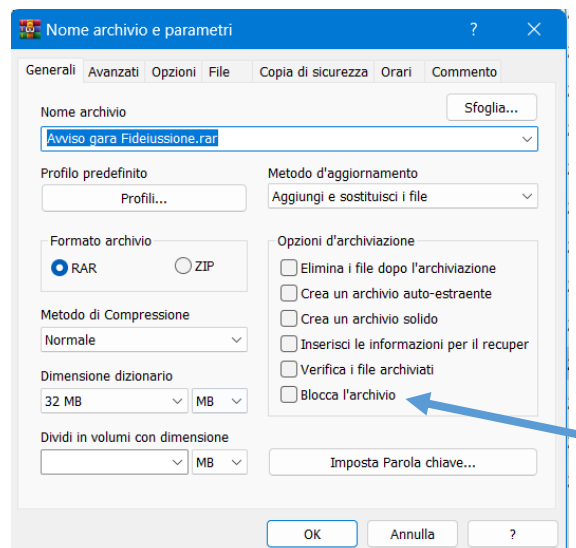 Nome archivio e parametri ?
Generali Avanzati Opzioni File Copia di sicurezza Orari Commento
Nome archivio Sfoglia...
Avviso gara Fideiussione.rar
Profilo predefinito
Profili...
Metodo d'aggiornamento
Aggiungi e sostituisci i file
Formato archivio
RAR ZIP
Metodo di Compressione
Normale
Dimensione dizionario
32 MB MB
Dividi in volumi con dimensione
MB
Opzioni d'archiviazione
Elimina i file dopo l'archiviazione
Crea un archivio auto-estraente
Crea un archivio solido
Inserisci le informazioni per il recuper
Verifica i file archiviati
Blocca l'archivio
Imposta Parola chiave...
OK Annulla ?